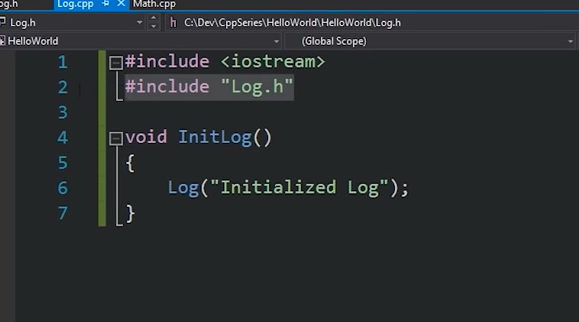 og.h Log.cpp Math.cpp
Log.h h C:\Dev\CppSeries\HelloWorld\HelloWorld\Log.h
HelloWorld (Global Scope)
1 #include <iostream>
2 #include "Log.h"
3
4 void InitLog()
5 {
6 Log("Initialized Log");
7 }